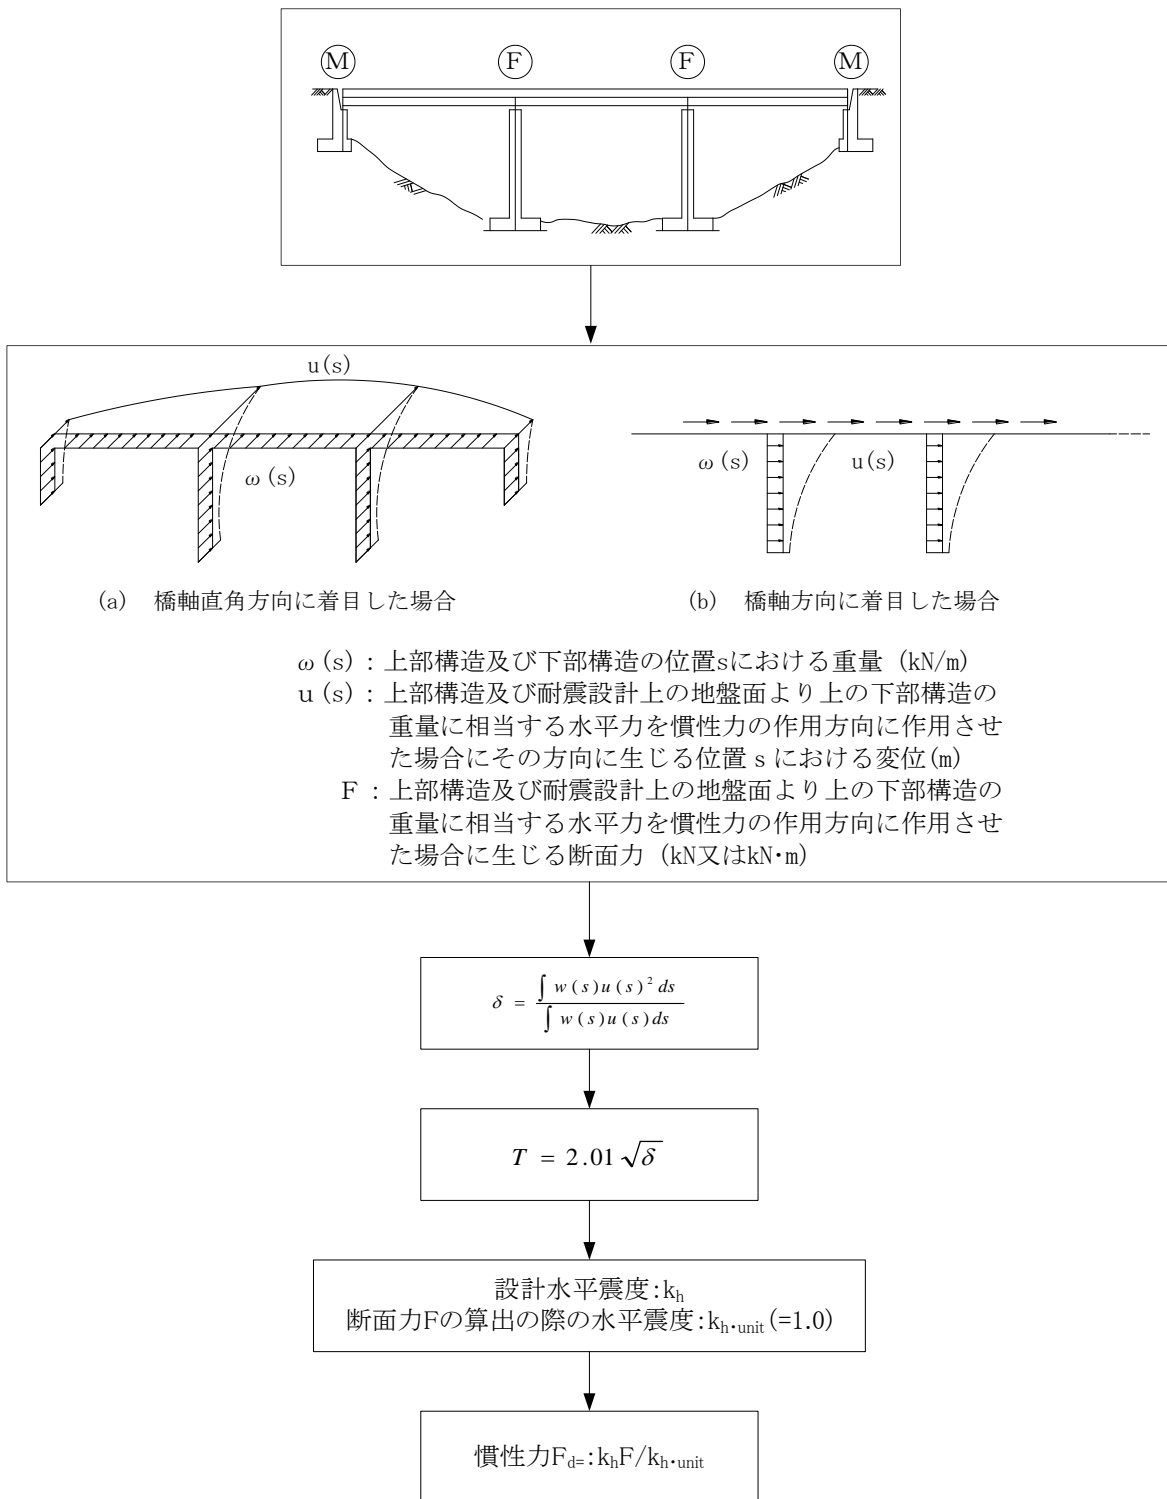 M F F M
u(s)
ω(s)
ω(s) u(s)
(a) 橋軸直角方向に着目した場合
(b) 橋軸方向に着目した場合
ω(s):上部構造及び下部構造の位置sにおける重量 (kN/m)
u(s):上部構造及び耐震設計上の地盤面より上の下部構造の
重量に相当する水平力を慣性力の作用方向に作用させ
た場合にその方向に生じる位置sにおける変位(m)
F:上部構造及び耐震設計上の地盤面より上の下部構造の
重量に相当する水平力を慣性力の作用方向に作用させ
た場合に生じる断面力 (kN又はkN・m)
δ = ∫ w(s)u(s)² ds / ∫ w(s)u(s)ds
T = 2.01√δ
設計水平震度:kh
断面力Fの算出の際の水平震度:kh・unit(=1.0)
慣性力Fd=:khF/kh・unit